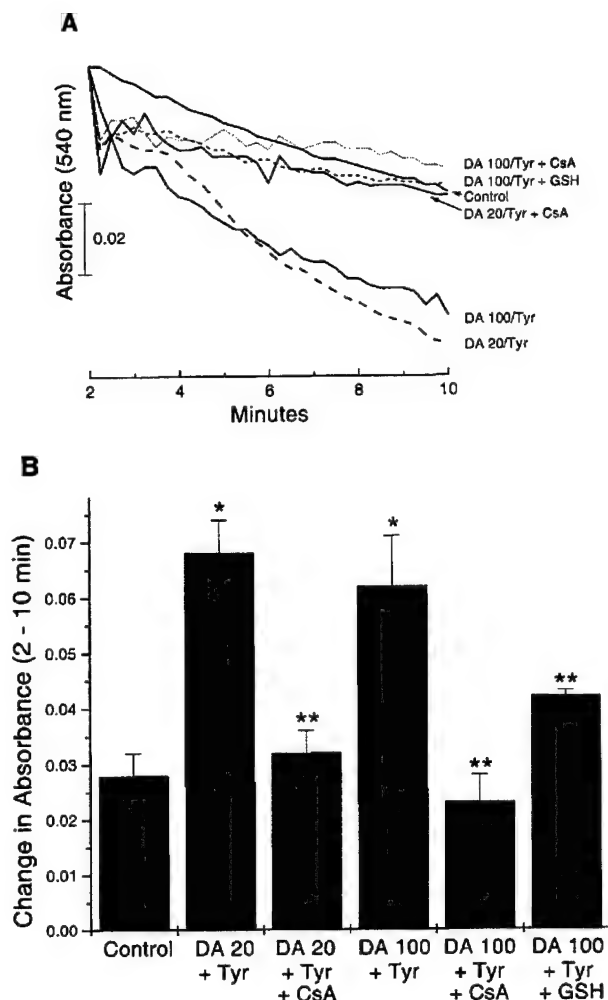 A
Absorbance (540 nm)
0.02
DA 100/Tyr + CsA
DA 100/Tyr + GSH
Control
DA 20/Tyr + CsA
DA 100/Tyr
DA 20/Tyr
2 4 6 8 10
Minutes
B
Change in Absorbance (2 - 10 min)
0.07
0.06
0.05
0.04
0.03
0.02
0.01
0.00
*
**
*
**
**
Control
DA 20
+ Tyr
DA 20
+ Tyr
+ CsA
DA 100
+ Tyr
DA 100
+ Tyr
+ CsA
DA 100
+ Tyr
+ GSH